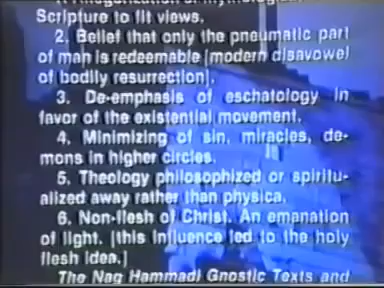 Scripture to fit views.
2. Belief that only the pneumatic part
of man is redeemable [modern disavowel
of bodily resurrection].
3. De-emphasis of eschatology in
favor of the existential movement.
4. Minimizing of sin, miracles, de-
mons in higher circles.
5. Theology philosophized or spiritu-
alized away rather than physica.
6. Non-flesh of Christ. An emanation
of light. [this influence led to the holy
flesh idea.]
The Nag Hammadi Gnostic Texts and